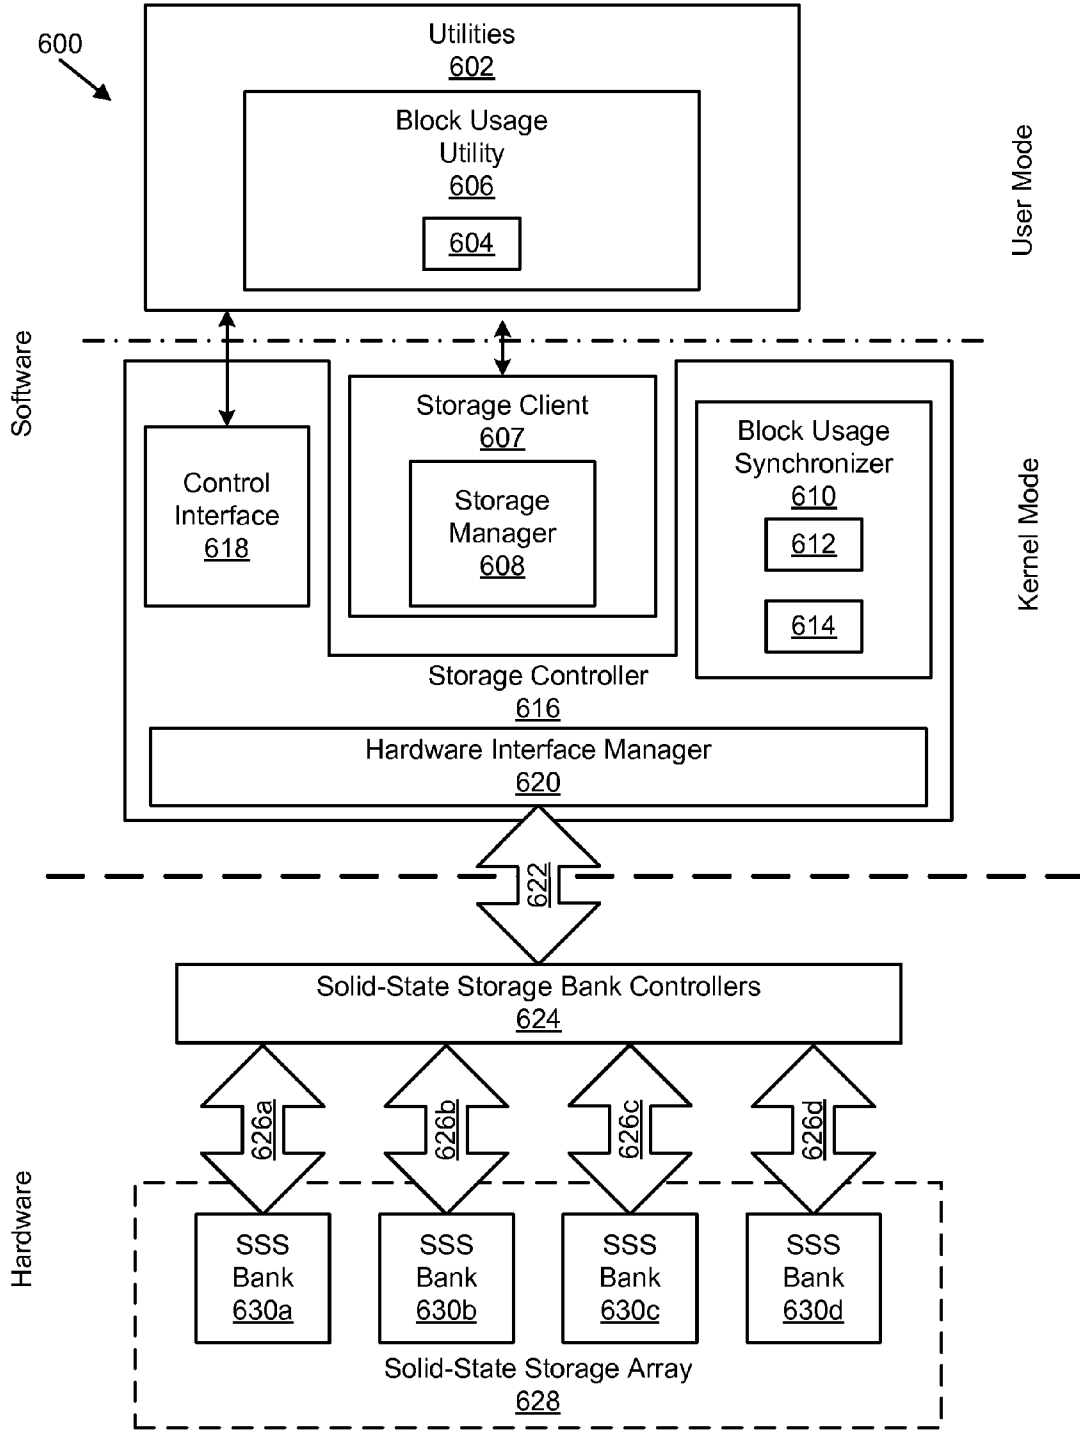 600
Utilities
602
Block Usage
Utility
606
604
User Mode
Software
Storage Client
607
Storage
Manager
608
Control
Interface
618
Block Usage
Synchronizer
610
612
614
Kernel Mode
Storage Controller
616
Hardware Interface Manager
620
622
Solid-State Storage Bank Controllers
624
626a
626b
626c
626d
Hardware
SSS
Bank
630a
SSS
Bank
630b
SSS
Bank
630c
SSS
Bank
630d
Solid-State Storage Array
628